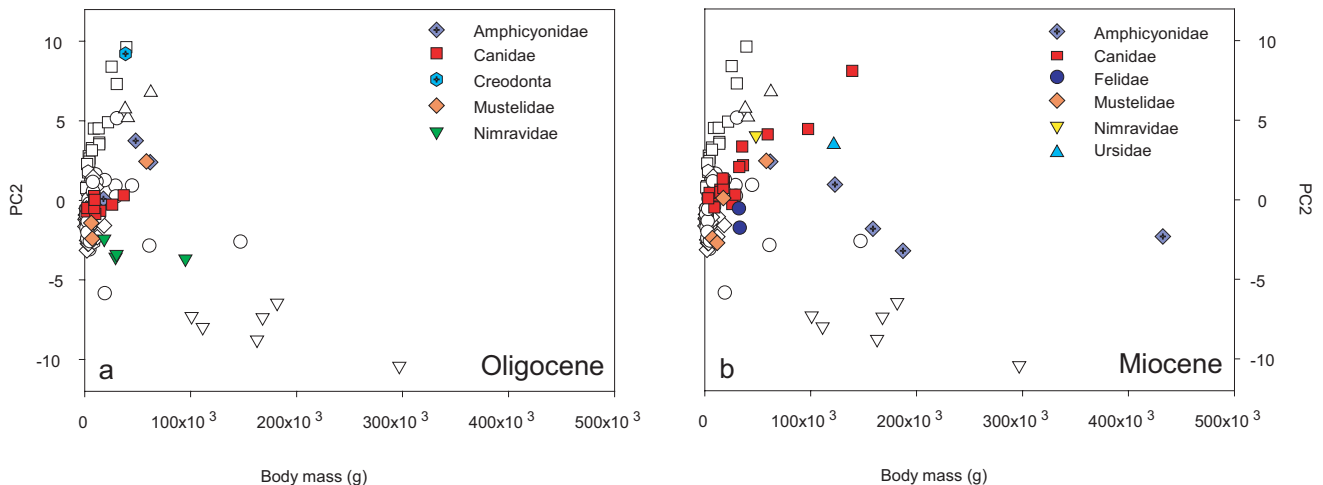 Amphicyonidae
Canidae
Creodonta
Mustelidae
Nimravidae
10
5
0
-5
-10
PC2
a
Oligocene
0
100x10 3
200x10 3
300x10 3
400x10 3
500x10 3
Body mass (g)
Amphicyonidae
Canidae
Felidae
Mustelidae
Nimravidae
Ursidae
10
5
0
-5
-10
PC2
b
Miocene
0
100x10 3
200x10 3
300x10 3
400x10 3
500x10 3
Body mass (g)